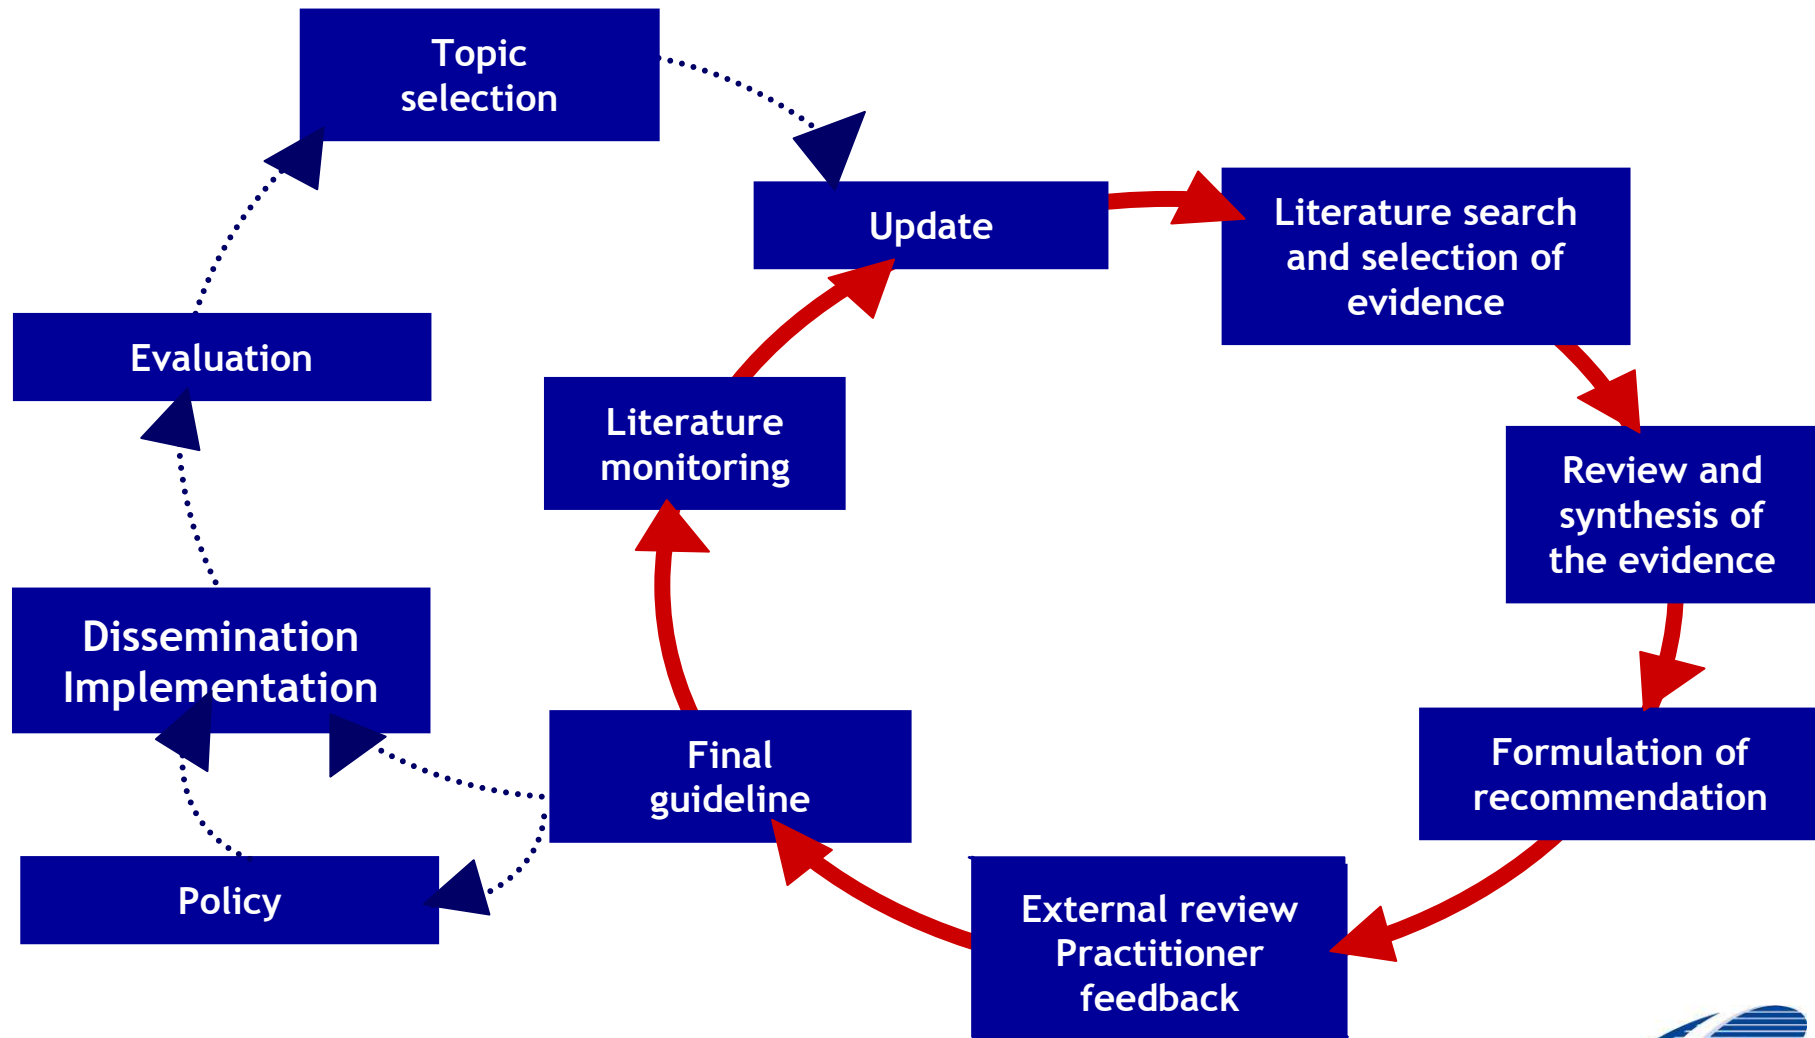 Topic
selection
Update
Literature search
and selection of
evidence
Evaluation
Literature
monitoring
Review and
synthesis of
the evidence
Dissemination
Implementation
Final
guideline
Formulation of
recommendation
Policy
External review
Practitioner
feedback